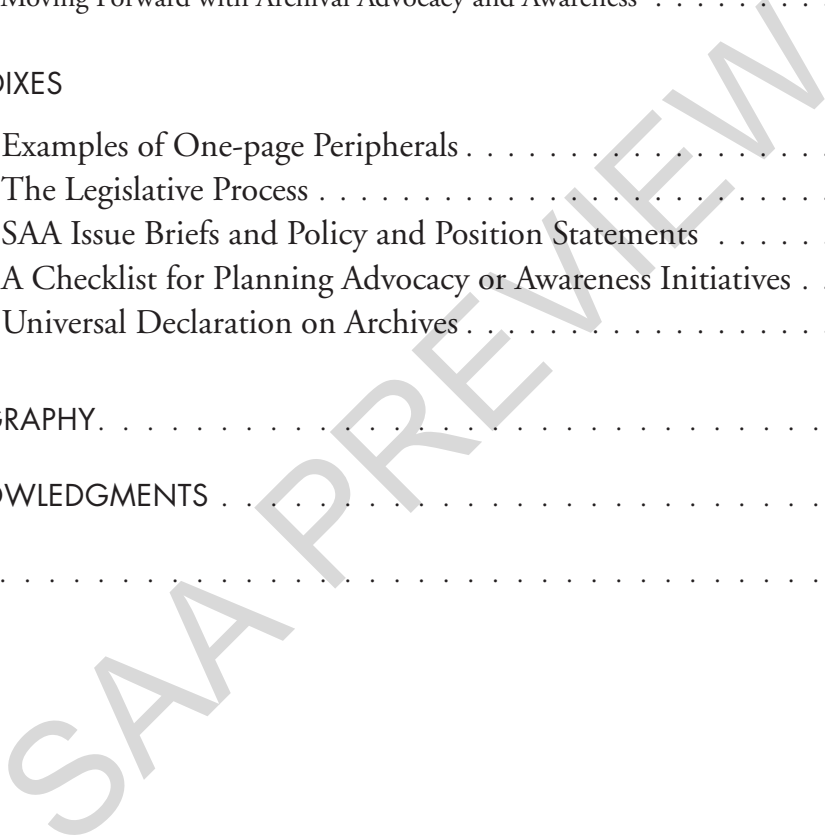 Moving Forward with Archival Advocacy and Awareness . . . . . . . .
DIXES
Examples of One-page Peripherals . . . . . . . . . . . . . . . . . .
The Legislative Process . . . . . . . . . . . . . . . . . . . . . . . . .
SAA Issue Briefs and Policy and Position Statements . . . . . .
A Checklist for Planning Advocacy or Awareness Initiatives . .
Universal Declaration on Archives . . . . . . . . . . . . . . . . . .
GRAPHY. . . . . . . . . . . . . . . . . . . . . . . . . . . . . .
OWLEDGMENTS . . . . . . . . . . . . . . . . . . . . . . . . .
. . . . . . . . . . . . . . . . . . . . . . . . . . . . . . . . . .
SAA PREVIEW